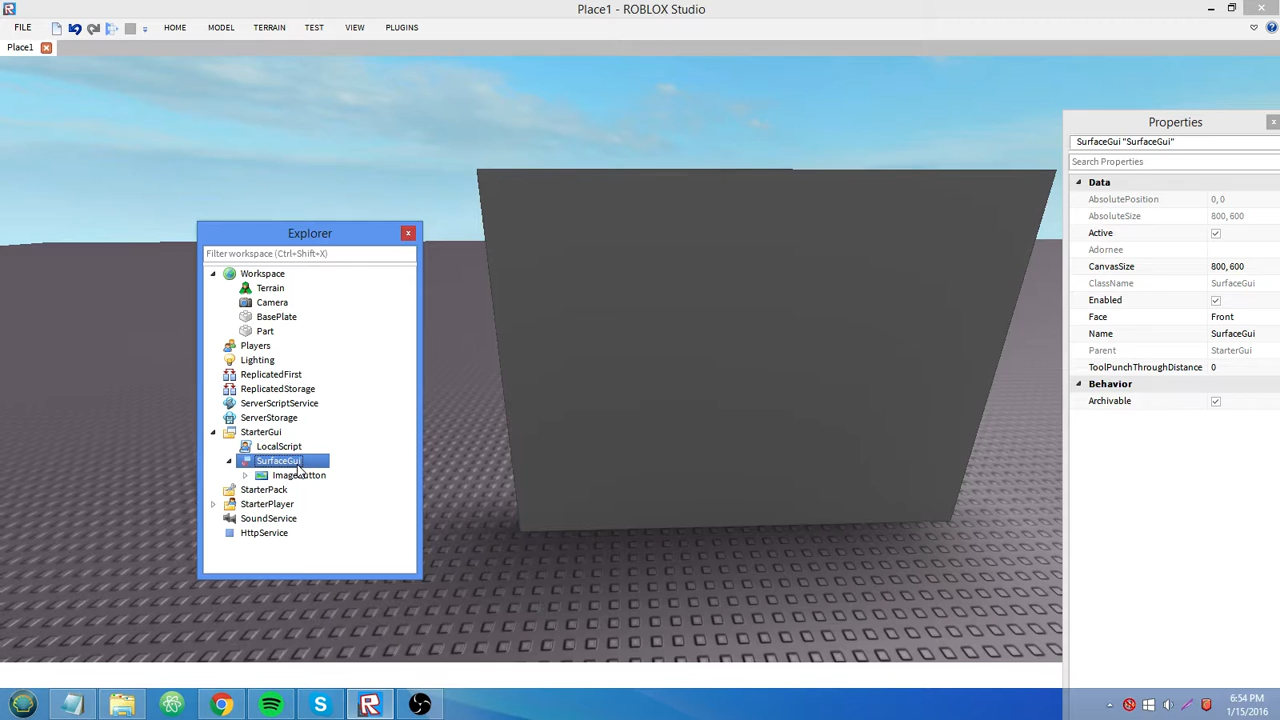 Place1 - ROBLOX Studio
FILE
HOME
MODEL
TERRAIN
TEST
VIEW
PLUGINS
Place1
Explorer
Filter workspace (Ctrl+Shift+X)
Workspace
Terrain
Camera
BasePlate
Part
Players
Lighting
ReplicatedFirst
ReplicatedStorage
ServerScriptService
ServerStorage
StarterGui
LocalScript
SurfaceGui
ImageButton
StarterPack
StarterPlayer
SoundService
HttpService
Properties
SurfaceGui "SurfaceGui"
Search Properties
Data
AbsolutePosition 0, 0
AbsoluteSize 800, 600
Active
Adornee
CanvasSize 800, 600
ClassName SurfaceGui
Enabled
Face Front
Name SurfaceGui
Parent StarterGui
ToolPunchThroughDistance 0
Behavior
Archivable
6:54 PM
1/15/2016